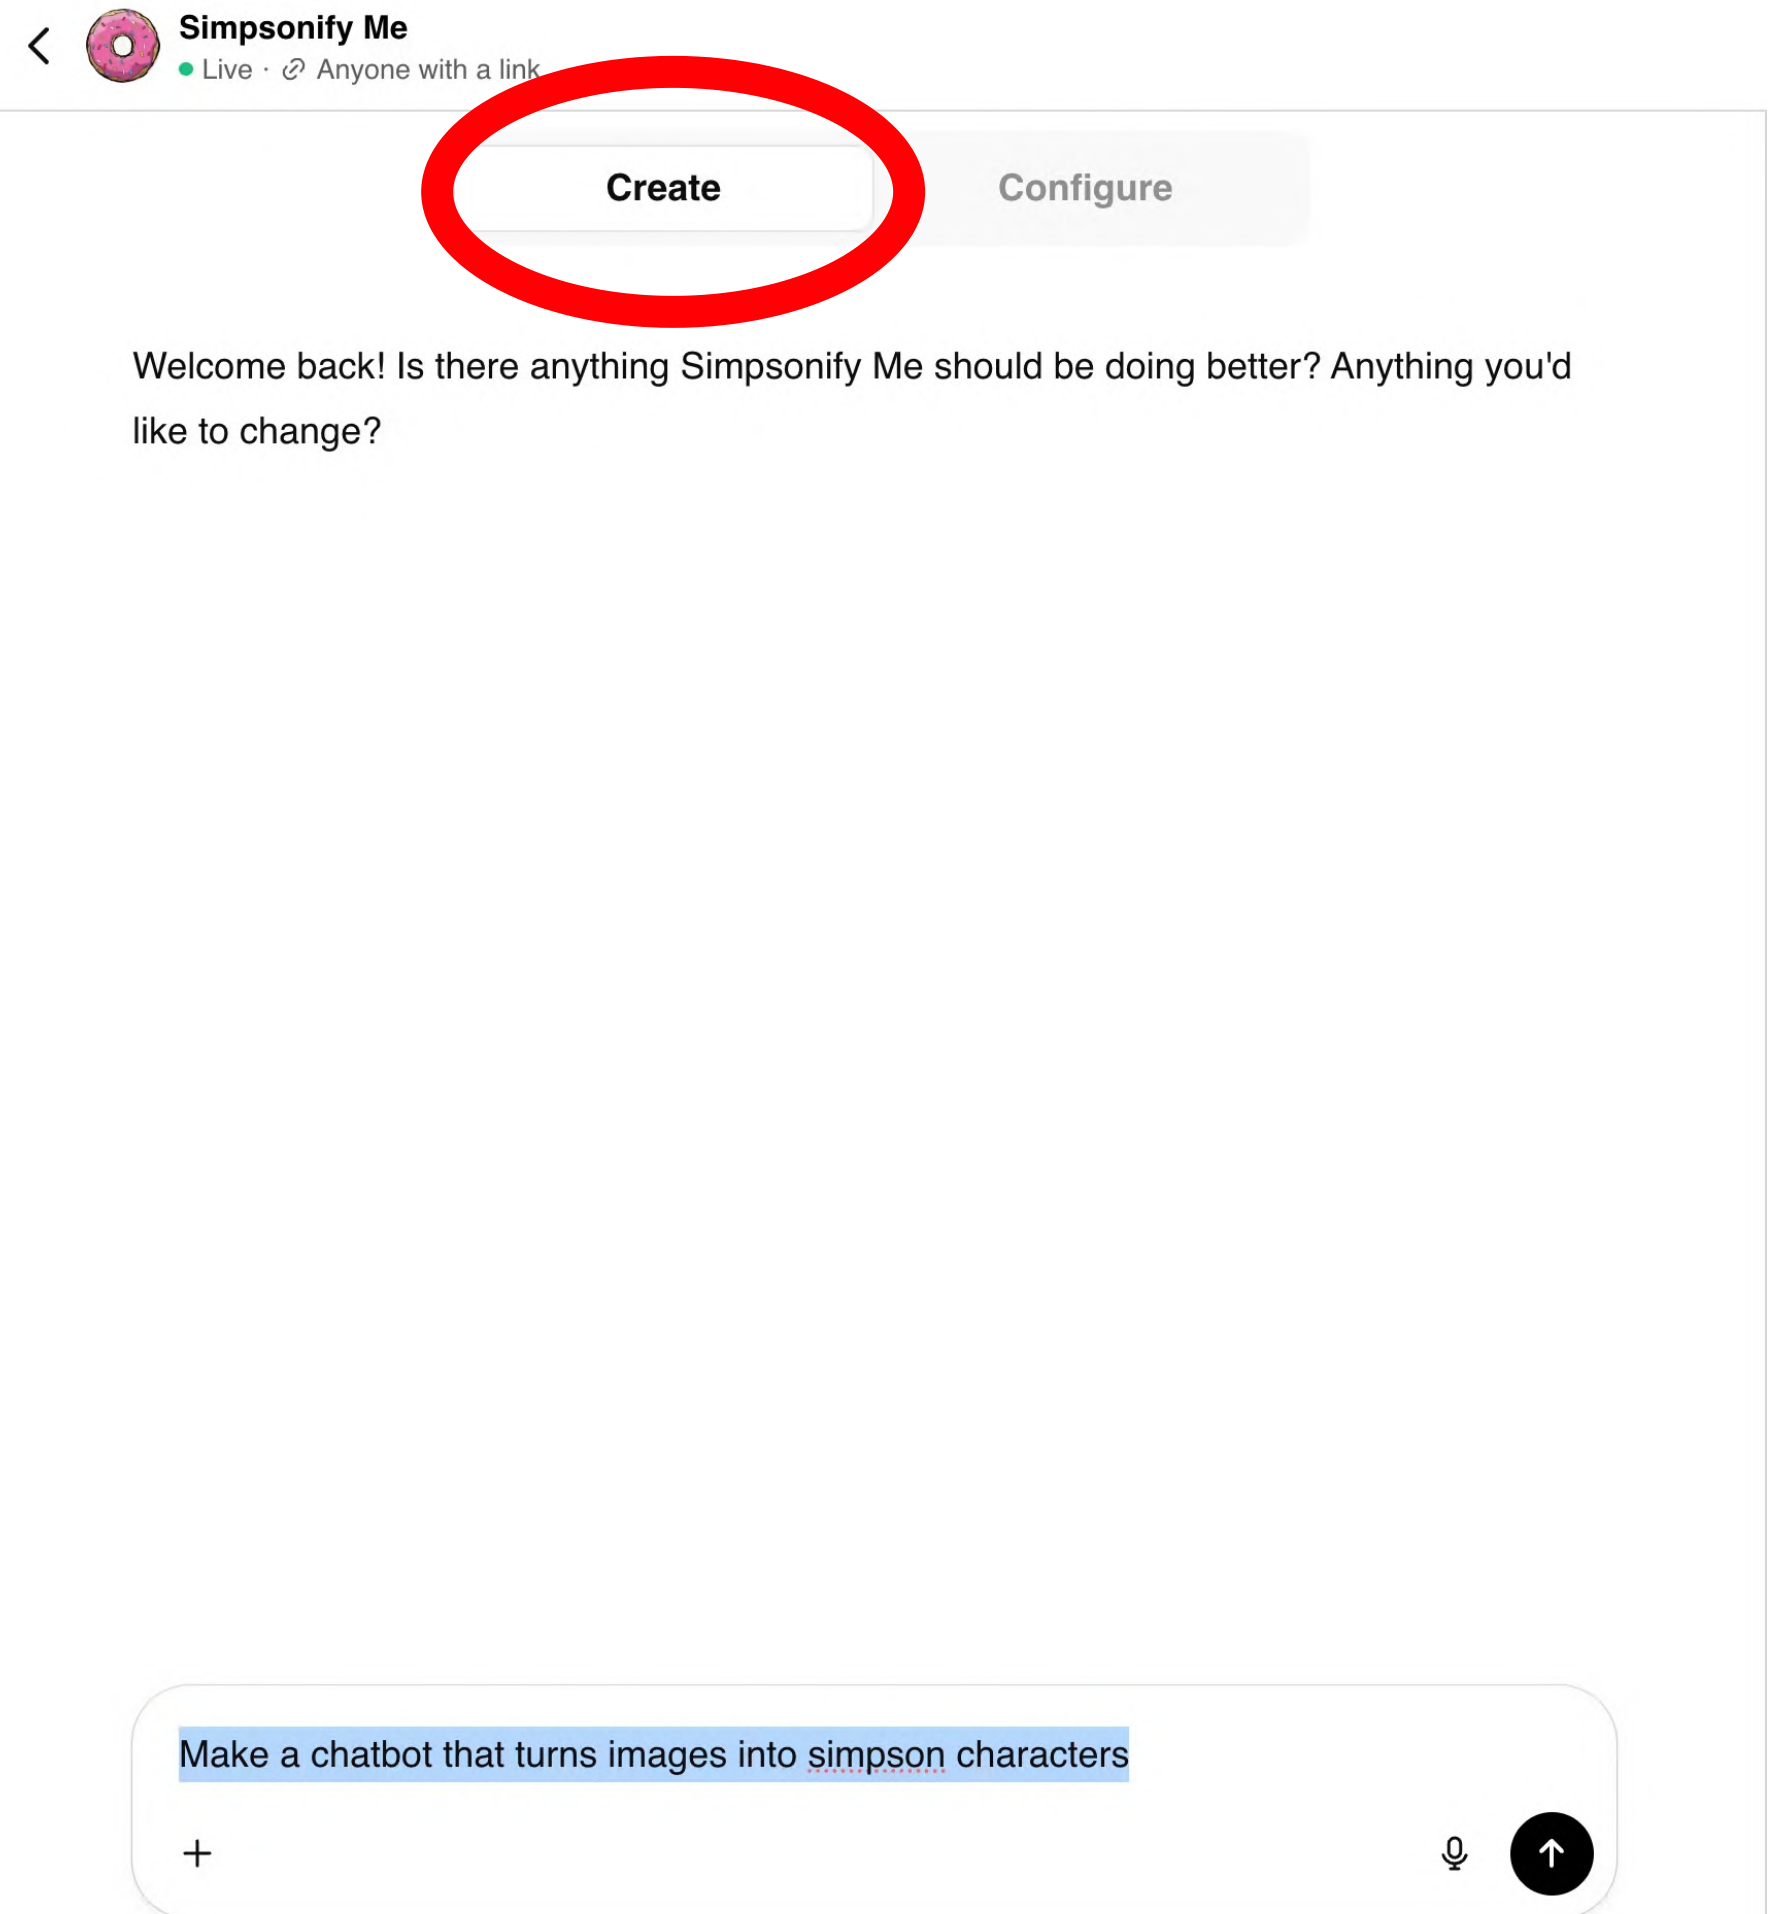 Simpsonify Me
Live · Anyone with a link
Create
Configure
Welcome back! Is there anything Simpsonify Me should be doing better? Anything you'd
like to change?
Make a chatbot that turns images into simpson characters